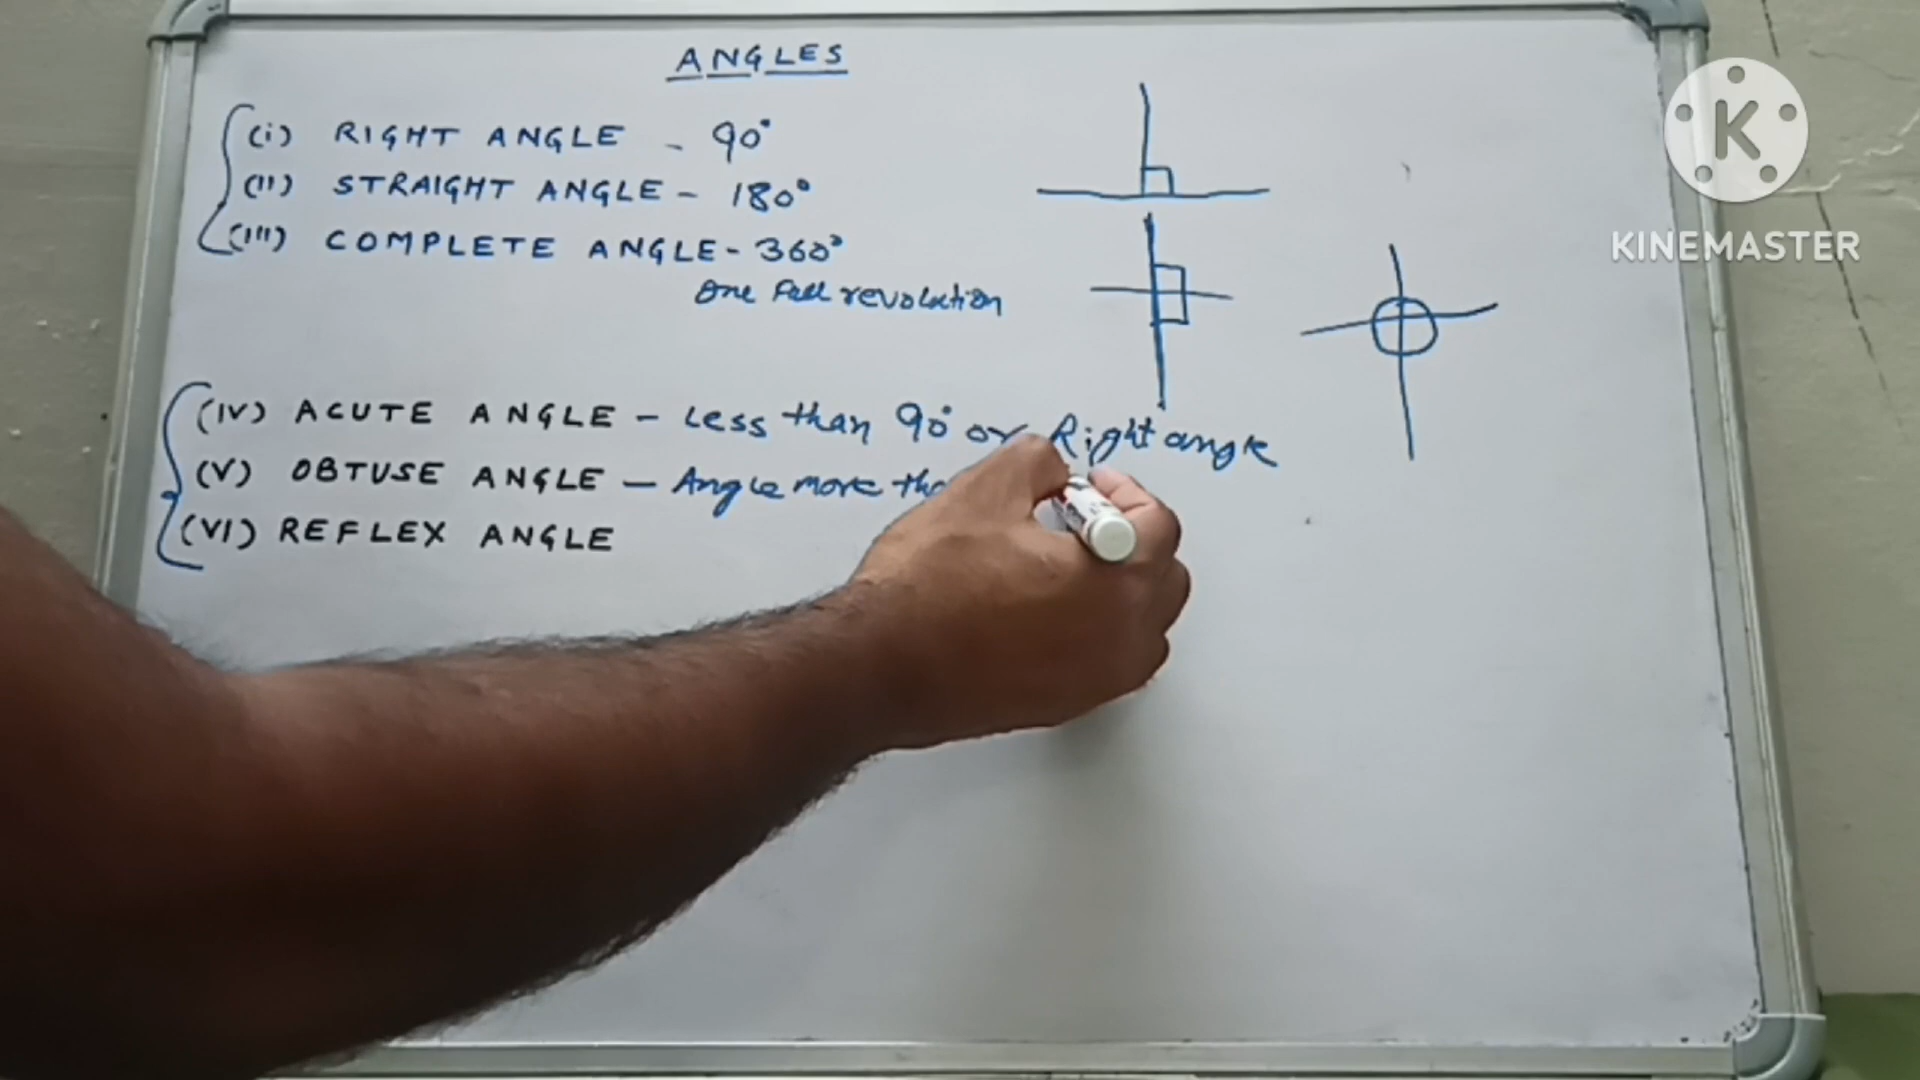 ANGLES
(i) RIGHT ANGLE - 90°
(II) STRAIGHT ANGLE - 180°
(III) COMPLETE ANGLE - 360°
One Full revolution
(IV) ACUTE ANGLE - Less than 90° or Right angle
(V) OBTUSE ANGLE - Angle more
(VI) REFLEX ANGLE
K
KINEMASTER